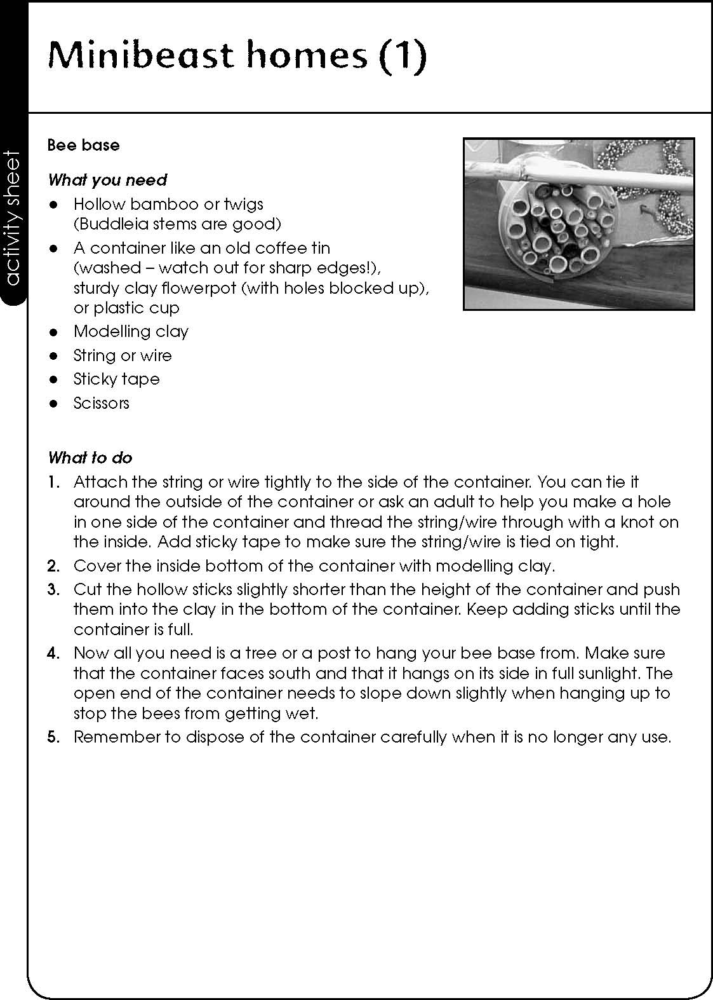 Minibeast homes (1)
activity sheet
Bee base
What you need
● Hollow bamboo or twigs
(Buddleia stems are good)
● A container like an old coffee tin
(washed – watch out for sharp edges!),
sturdy clay flowerpot (with holes blocked up),
or plastic cup
● Modelling clay
● String or wire
● Sticky tape
● Scissors
What to do
1. Attach the string or wire tightly to the side of the container. You can tie it
around the outside of the container or ask an adult to help you make a hole
in one side of the container and thread the string/wire through with a knot on
the inside. Add sticky tape to make sure the string/wire is tied on tight.
2. Cover the inside bottom of the container with modelling clay.
3. Cut the hollow sticks slightly shorter than the height of the container and push
them into the clay in the bottom of the container. Keep adding sticks until the
container is full.
4. Now all you need is a tree or a post to hang your bee base from. Make sure
that the container faces south and that it hangs on its side in full sunlight. The
open end of the container needs to slope down slightly when hanging up to
stop the bees from getting wet.
5. Remember to dispose of the container carefully when it is no longer any use.